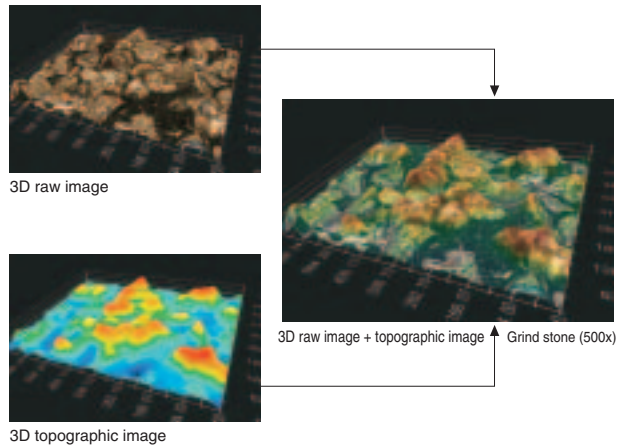 3D raw image
3D raw image + topographic image
Grind stone (500x)
3D topographic image